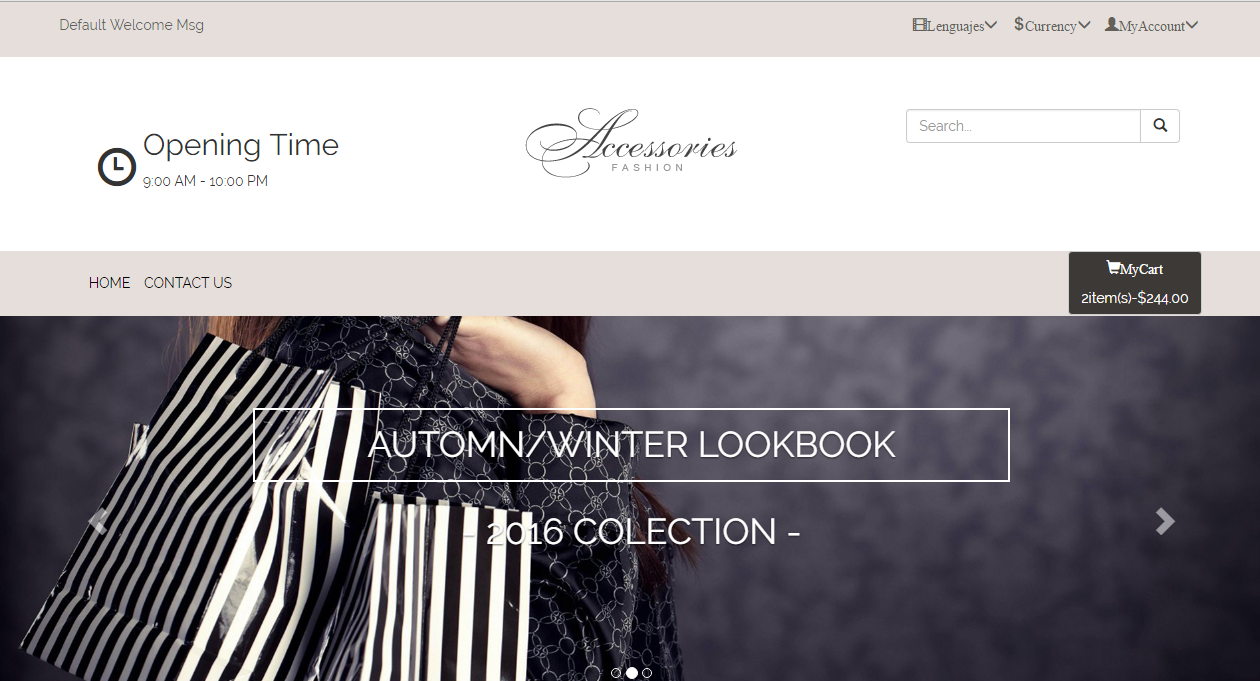 Default Welcome Msg
Lenguajes
$Currency
MyAccount
Opening Time
9:00 AM - 10:00 PM
Accessories
FASHION
Search...
HOME
CONTACT US
MyCart
2item(s)-$244.00
AUTOMN/WINTER LOOKBOOK
- 2016 COLECTION -